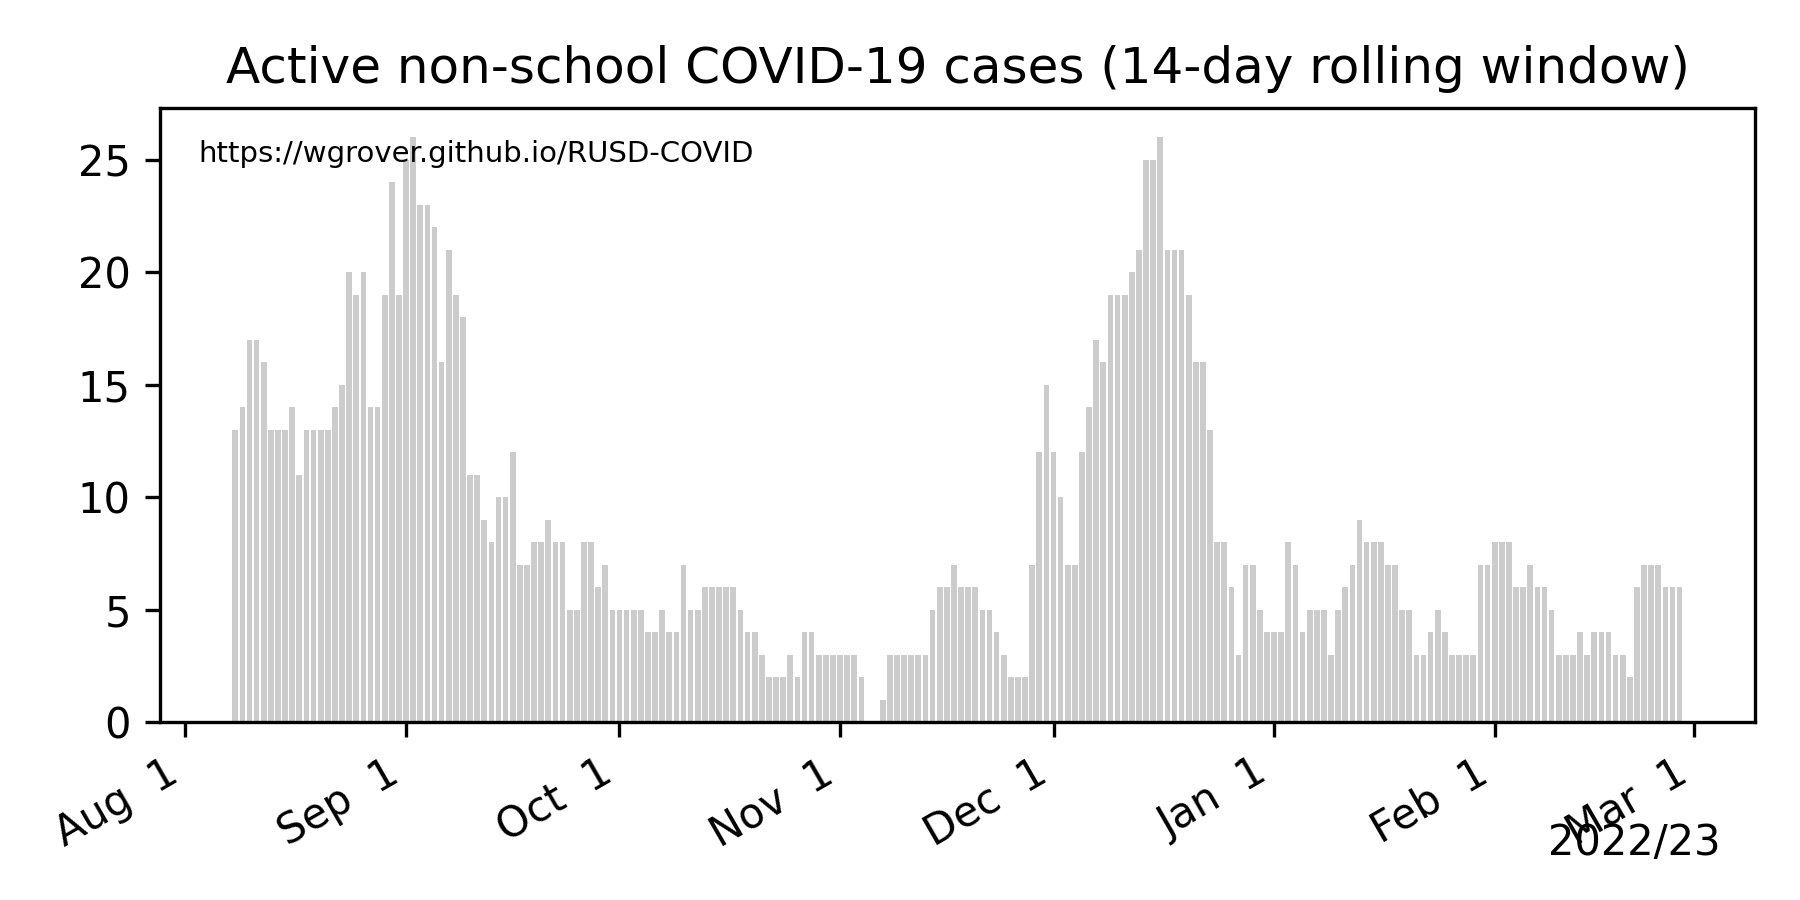 Active non-school COVID-19 cases (14-day rolling window)
https://wgrover.github.io/RUSD-COVID
25
20
15
10
5
0
Aug 1
Sep 1
Oct 1
Nov 1
Dec 1
Jan 1
Feb 1
Mar 1
2022/23